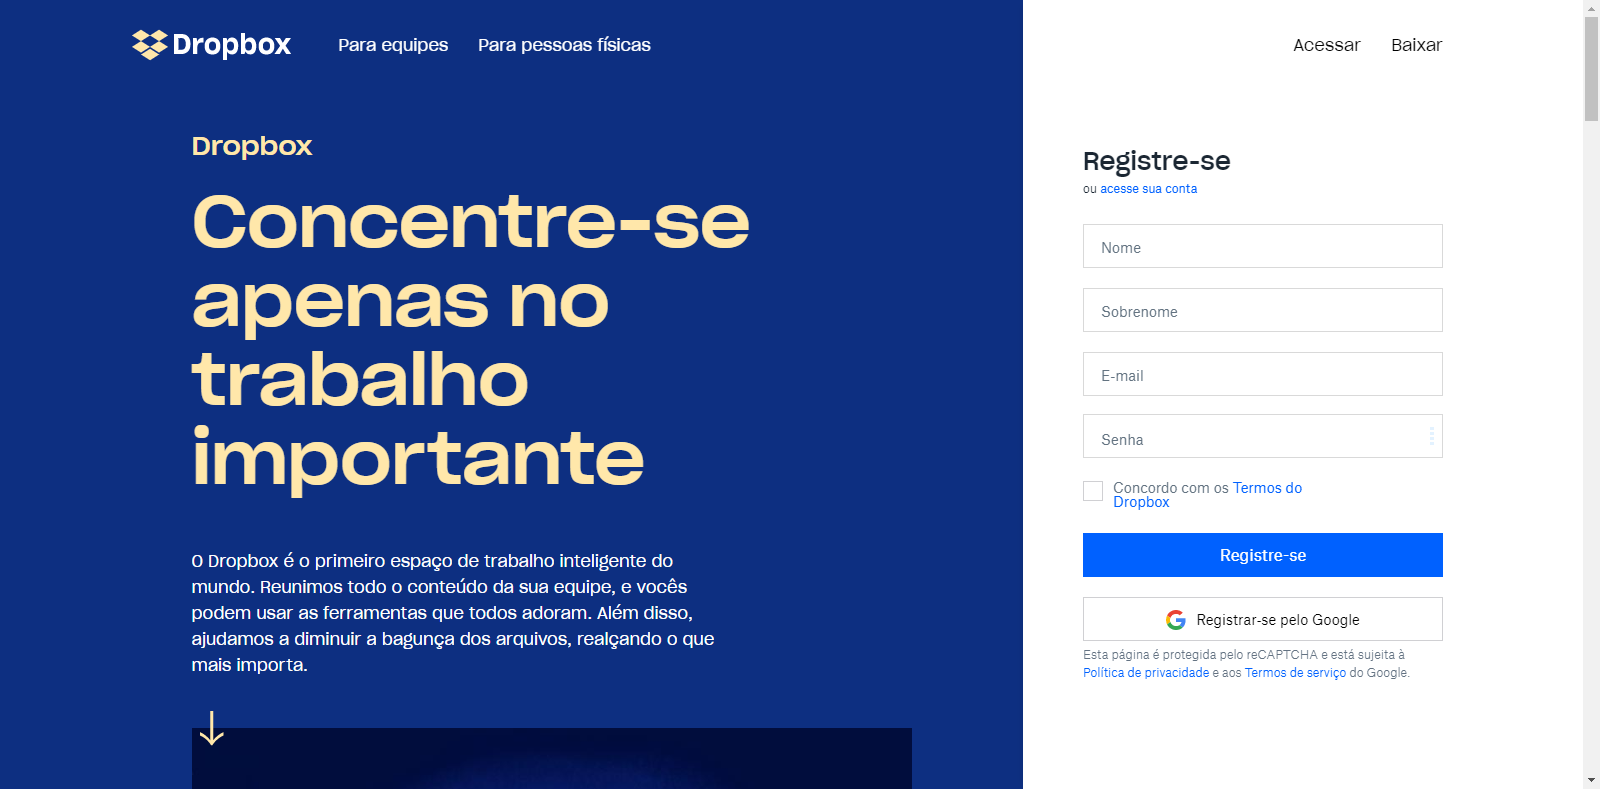 Dropbox
Para equipes
Para pessoas físicas
Acessar
Baixar
Dropbox
Concentre-se
apenas no
trabalho
importante
O Dropbox é o primeiro espaço de trabalho inteligente do
mundo. Reunimos todo o conteúdo da sua equipe, e vocês
podem usar as ferramentas que todos adoram. Além disso,
ajudamos a diminuir a bagunça dos arquivos, realçando o que
mais importa.
Registre-se
ou acesse sua conta
Nome
Sobrenome
E-mail
Senha
Concordo com os Termos do
Dropbox
Registre-se
Registrar-se pelo Google
Esta página é protegida pelo reCAPTCHA e está sujeita à
Política de privacidade e aos Termos de serviço do Google.